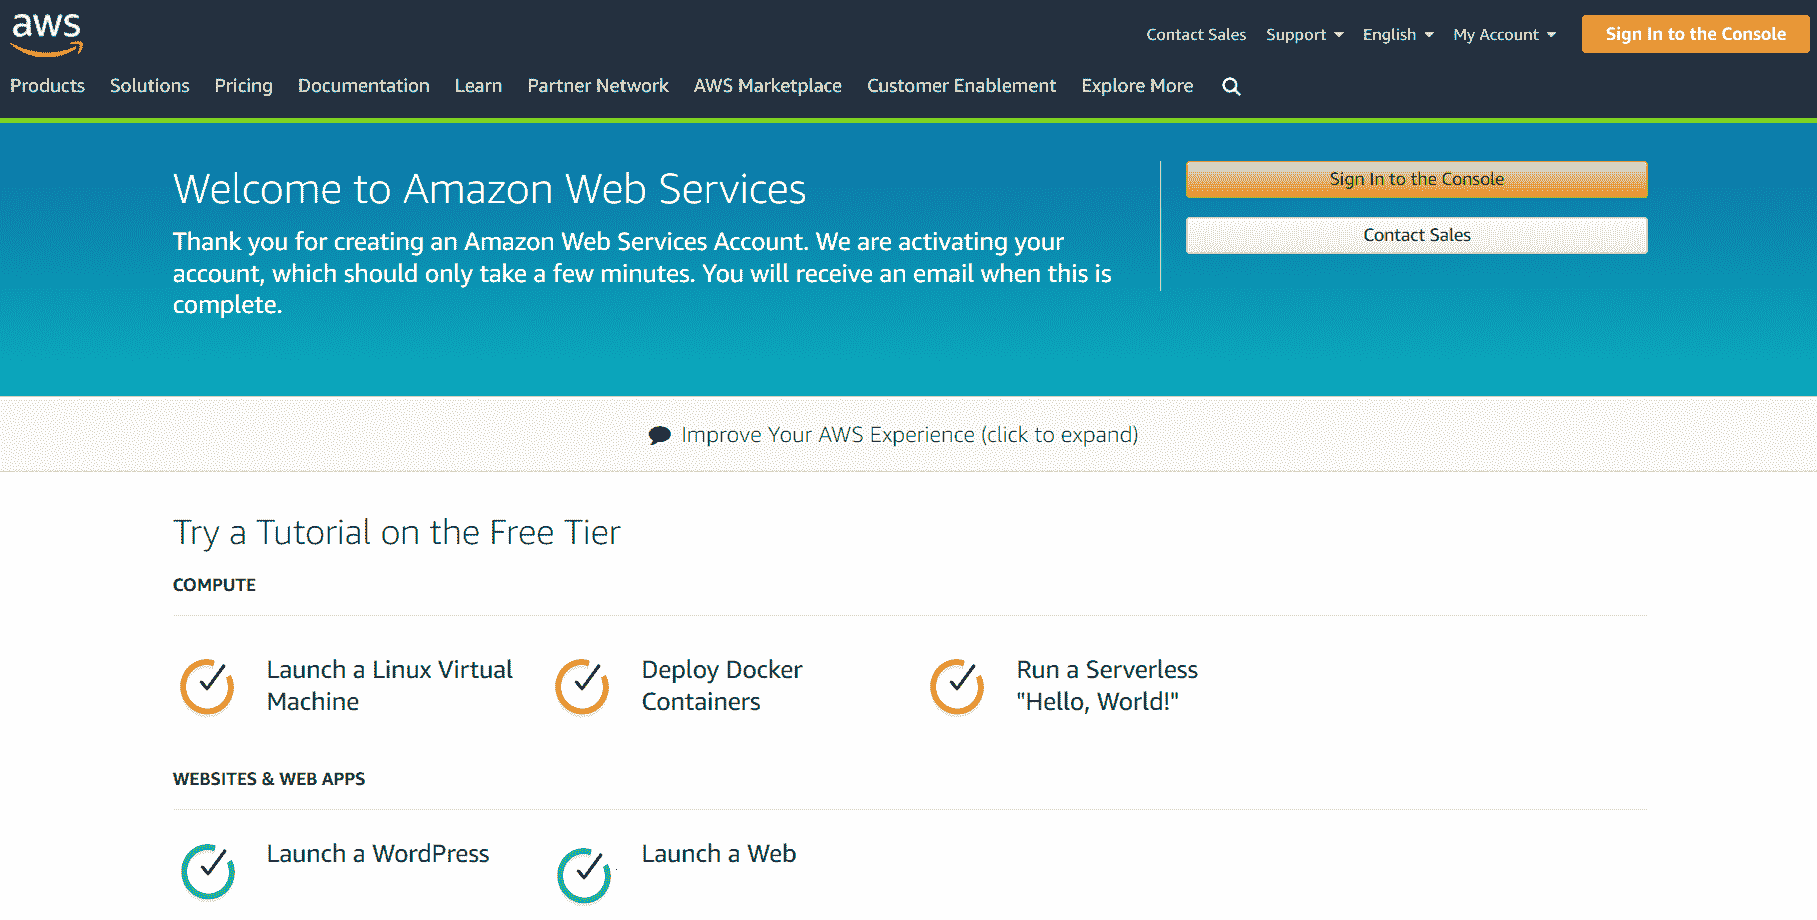 aws
Contact Sales Support English My Account Sign In to the Console
Products Solutions Pricing Documentation Learn Partner Network AWS Marketplace Customer Enablement Explore More
Welcome to Amazon Web Services
Thank you for creating an Amazon Web Services Account. We are activating your
account, which should only take a few minutes. You will receive an email when this is
complete.
Sign In to the Console
Contact Sales
Improve Your AWS Experience (click to expand)
Try a Tutorial on the Free Tier
COMPUTE
Launch a Linux Virtual
Machine
Deploy Docker
Containers
Run a Serverless
"Hello, World!"
WEBSITES & WEB APPS
Launch a WordPress
Launch a Web